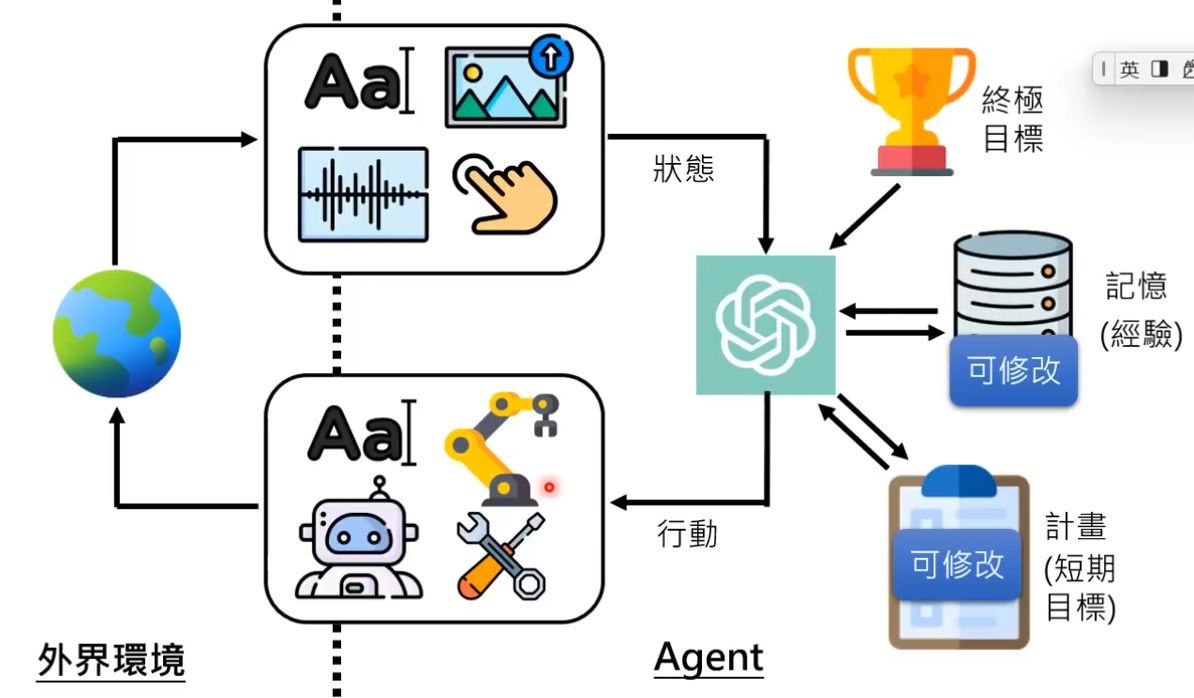 Aa
終極
目標
英
狀態
記憶
(經驗)
可修改
Aa
行動
計畫
(短期
目標)
可修改
外界環境
Agent